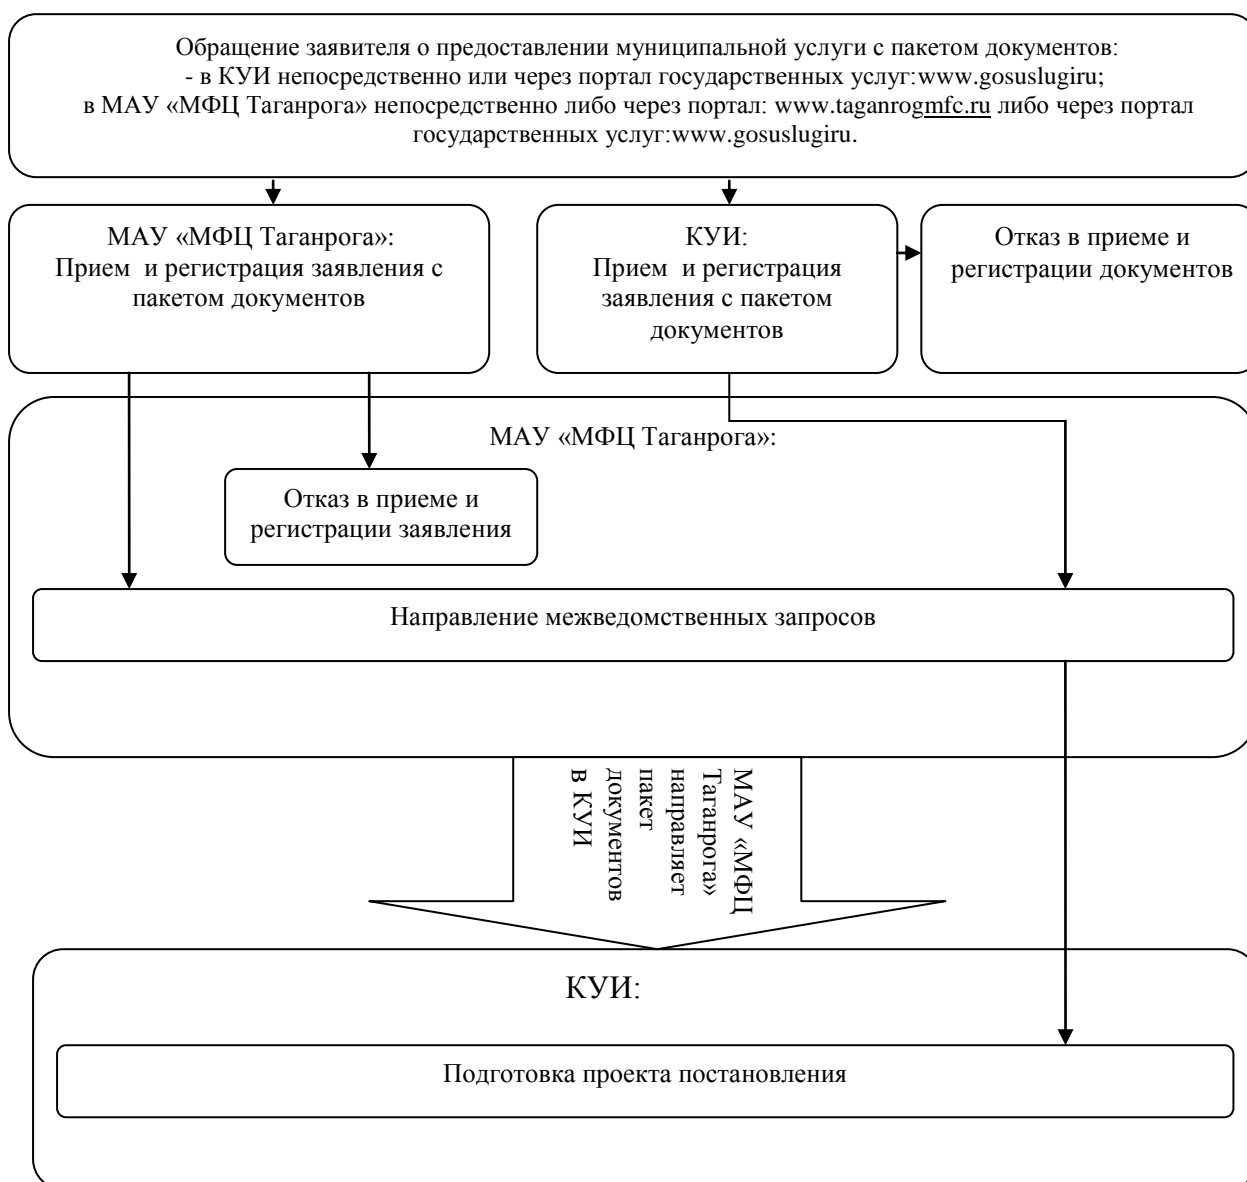 Обращение заявителя о предоставлении муниципальной услуги с пакетом документов:
- в КУИ непосредственно или через портал государственных услуг:www.gosuslugiru;
в МАУ «МФЦ Таганрога» непосредственно либо через портал: www.taganrogmfc.ru либо через портал
государственных услуг:www.gosuslugiru.
МАУ «МФЦ Таганрога»:
Прием и регистрация заявления с
пакетом документов
КУИ:
Прием и регистрация
заявления с пакетом
документов
Отказ в приеме и
регистрации документов
МАУ «МФЦ Таганрога»:
Отказ в приеме и
регистрации заявления
Направление межведомственных запросов
МАУ «МФЦ
Таганрога»
направляет
пакет
документов
в КУИ
КУИ:
Подготовка проекта постановления